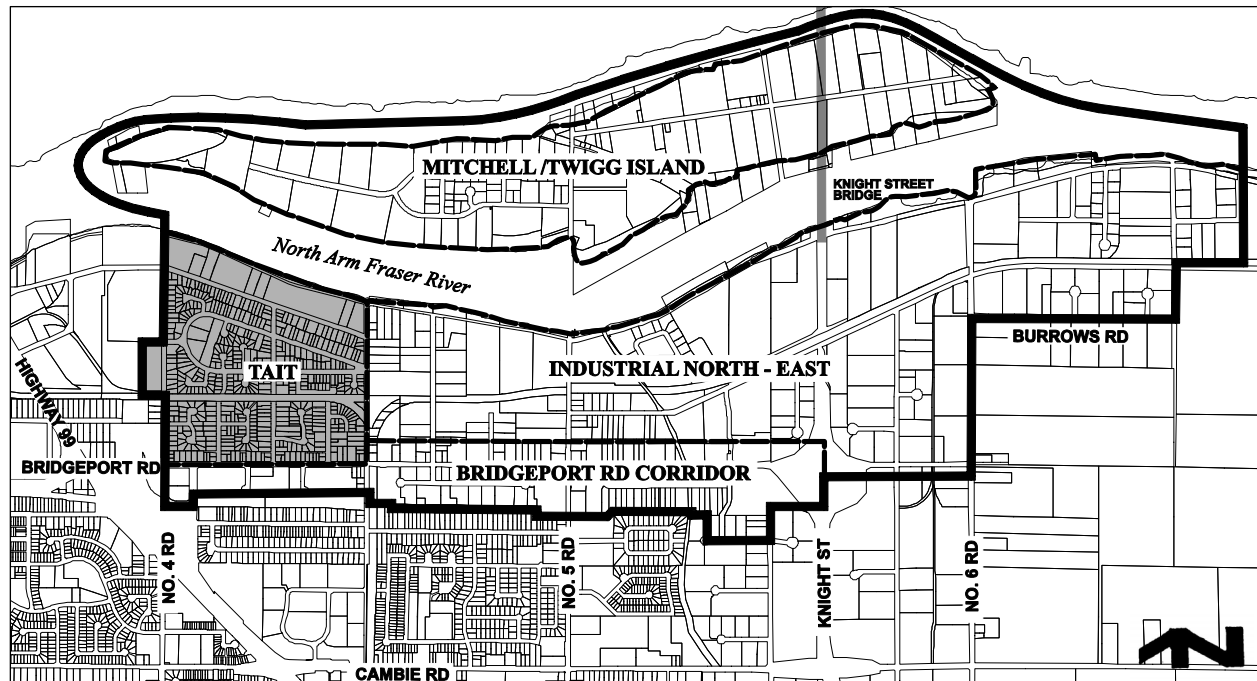 MITCHELL /TWIGG ISLAND
KNIGHT STREET
BRIDGE
North Arm Fraser River
BURROWS RD
TAIT
INDUSTRIAL NORTH - EAST
HIGHWAY 99
BRIDGEPORT RD
BRIDGEPORT RD CORRIDOR
NO. 4 RD
NO. 5 RD
KNIGHT ST
NO. 6 RD
CAMBIE RD
N